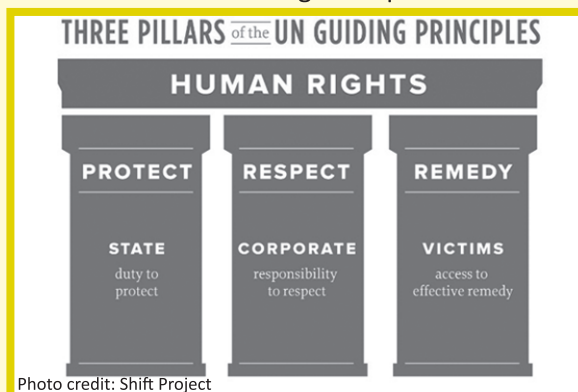 THREE PILLARS of the UN GUIDING PRINCIPLES
HUMAN RIGHTS
PROTECT
STATE
duty to
protect
RESPECT
CORPORATE
responsibility
to respect
REMEDY
VICTIMS
access to
effective remedy
Photo credit: Shift Project